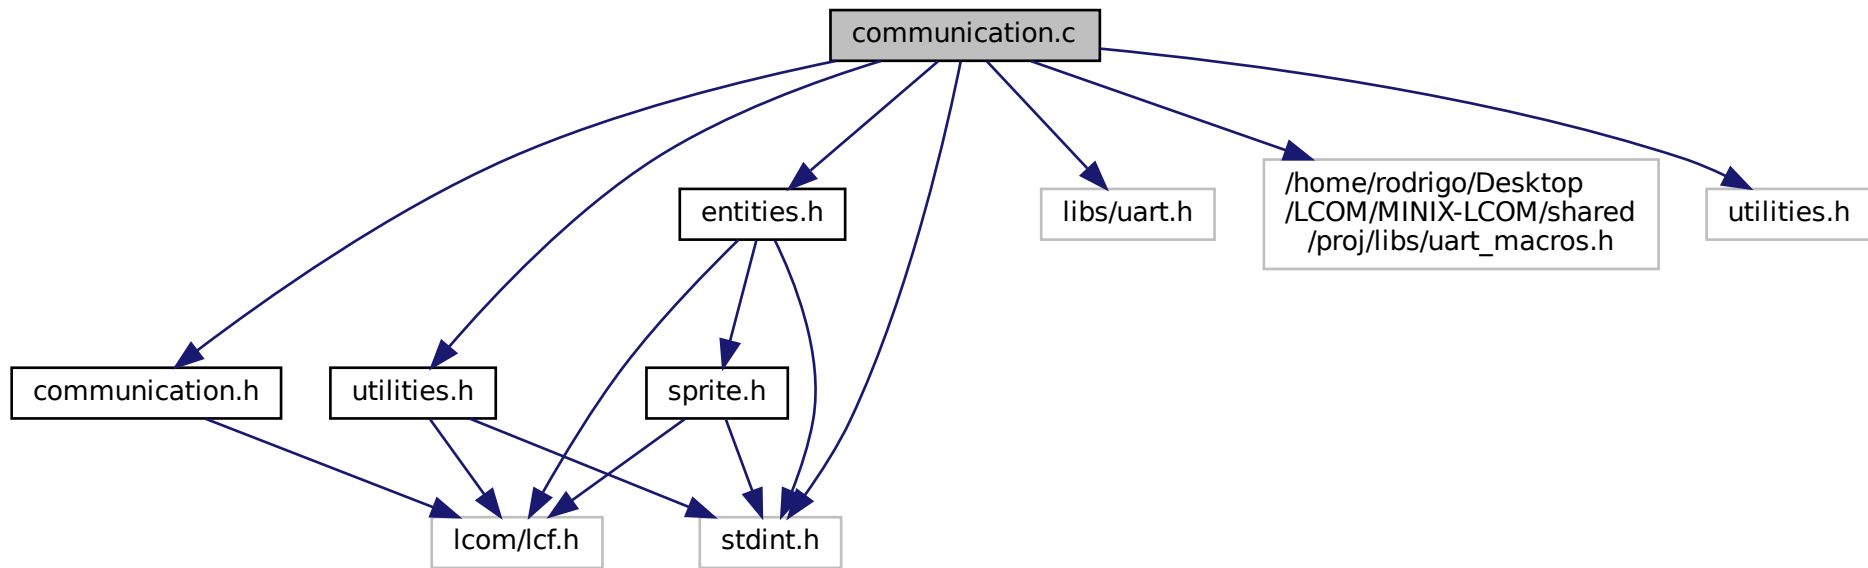 communication.c
entities.h
libs/uart.h
/home/rodrigo/Desktop
/LCOM/MINIX-LCOM/shared
/proj/libs/uart_macros.h
utilities.h
communication.h
utilities.h
sprite.h
lcom/lcf.h
stdint.h